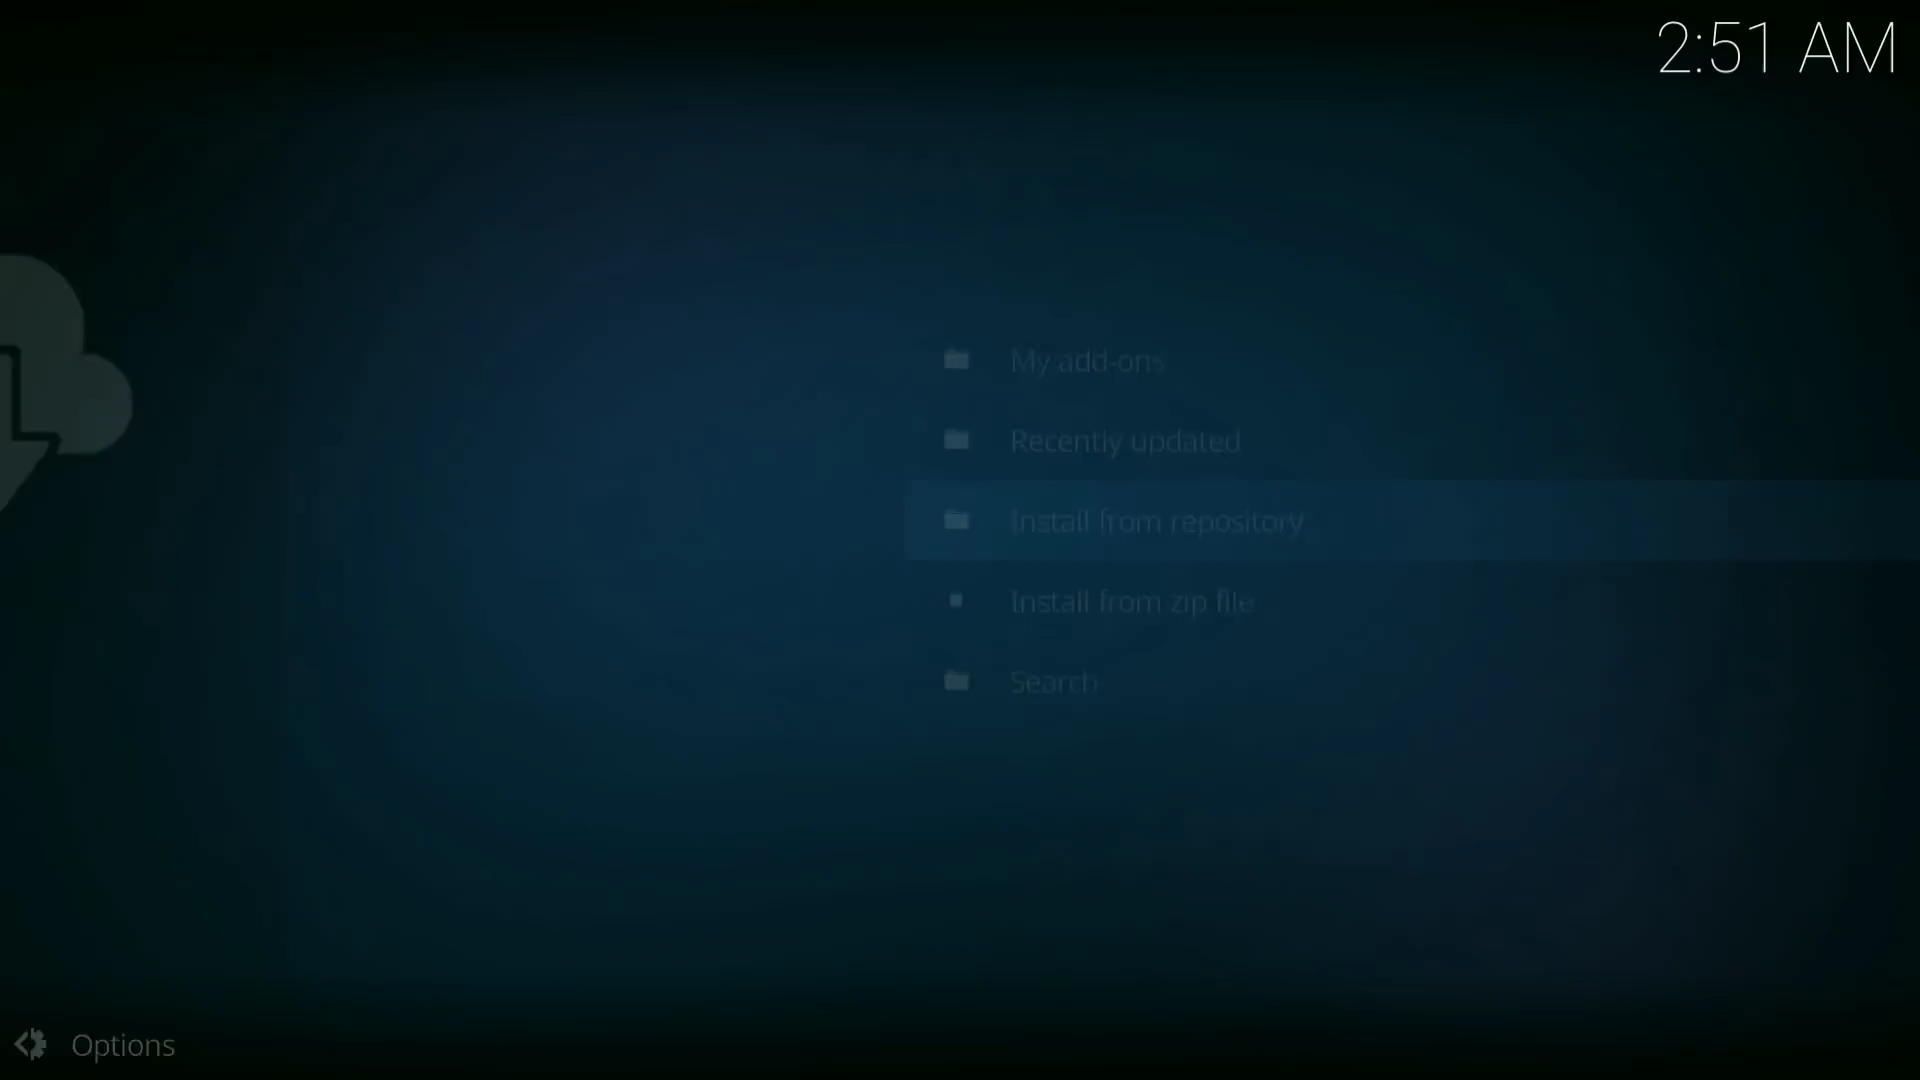 2:51 AM
My add-ons
Recently updated
Install from repository
Install from zip file
Search
Options